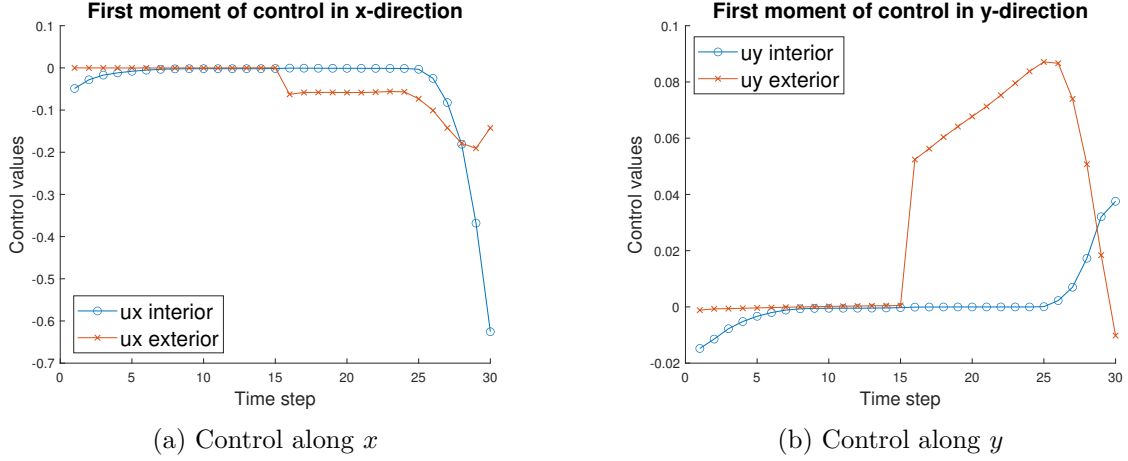 First moment of control in x-direction
0.1
0
-0.1
-0.2
-0.3
-0.4
-0.5
-0.6
-0.7
Control values
ux interior
ux exterior
0 5 10 15 20 25 30
Time step
(a) Control along x
First moment of control in y-direction
0.1
0.08
0.06
0.04
0.02
0
-0.02
Control values
uy interior
uy exterior
0 5 10 15 20 25 30
Time step
(b) Control along y